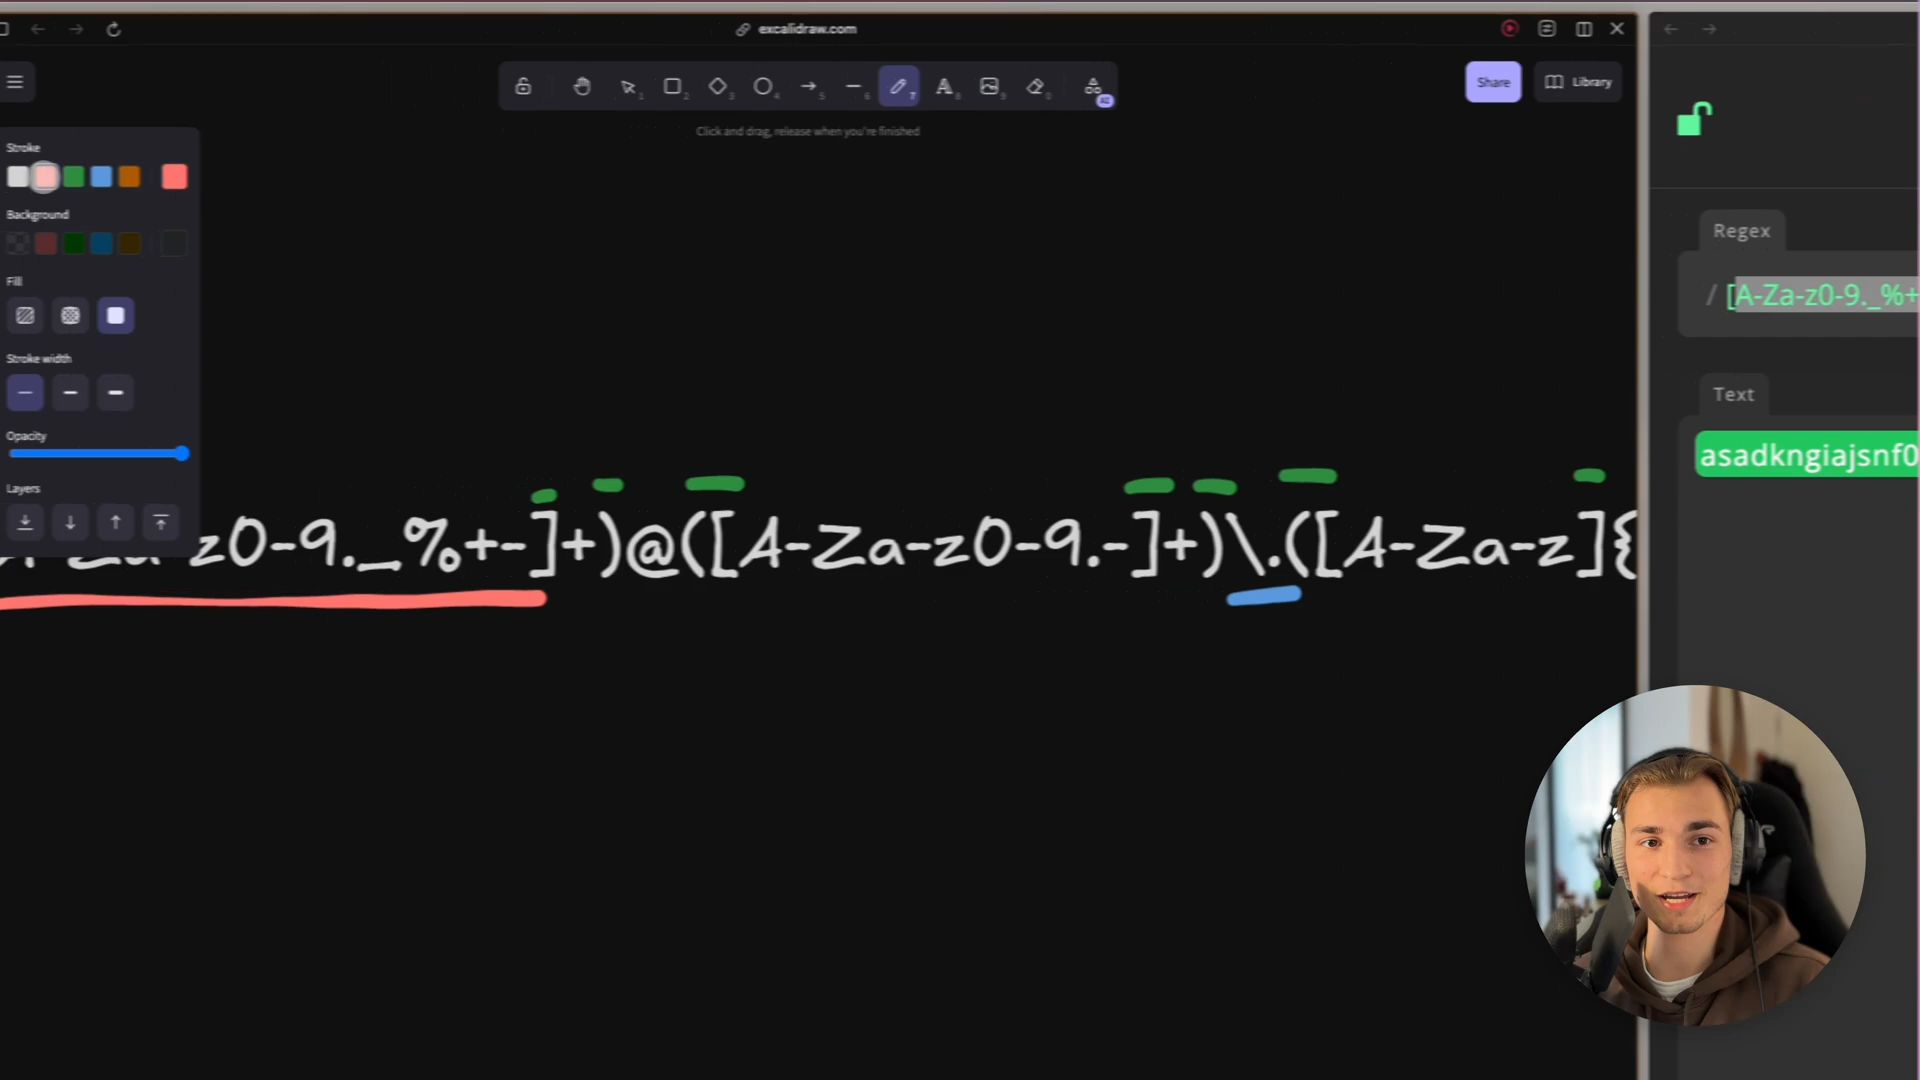 excalidraw.com
Share
Library
Click and drag, release when you're finished
Stroke
Background
Fill
Stroke width
Opacity
Layers
z0-9._%+-]+)@([A-Za-z0-9.-]+)\.([A-Za-z]{
Regex
/ [A-Za-z0-9._%+
Text
asadkngiajsnf0